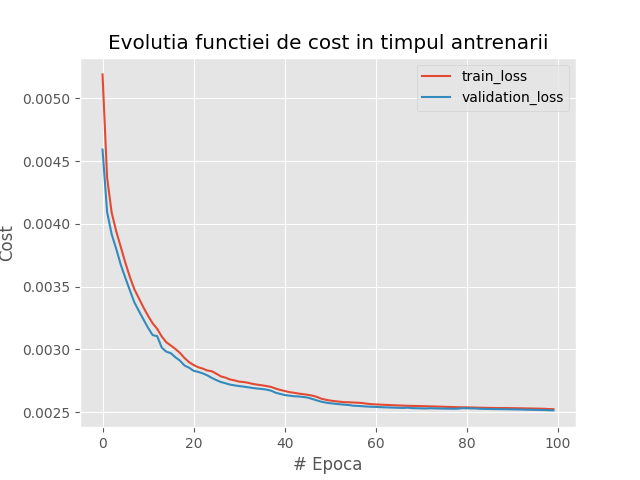 Evolutia functiei de cost in timpul antrenarii
train_loss
validation_loss
0.0050
0.0045
0.0040
0.0035
0.0030
0.0025
Cost
0 20 40 60 80 100
# Epoca